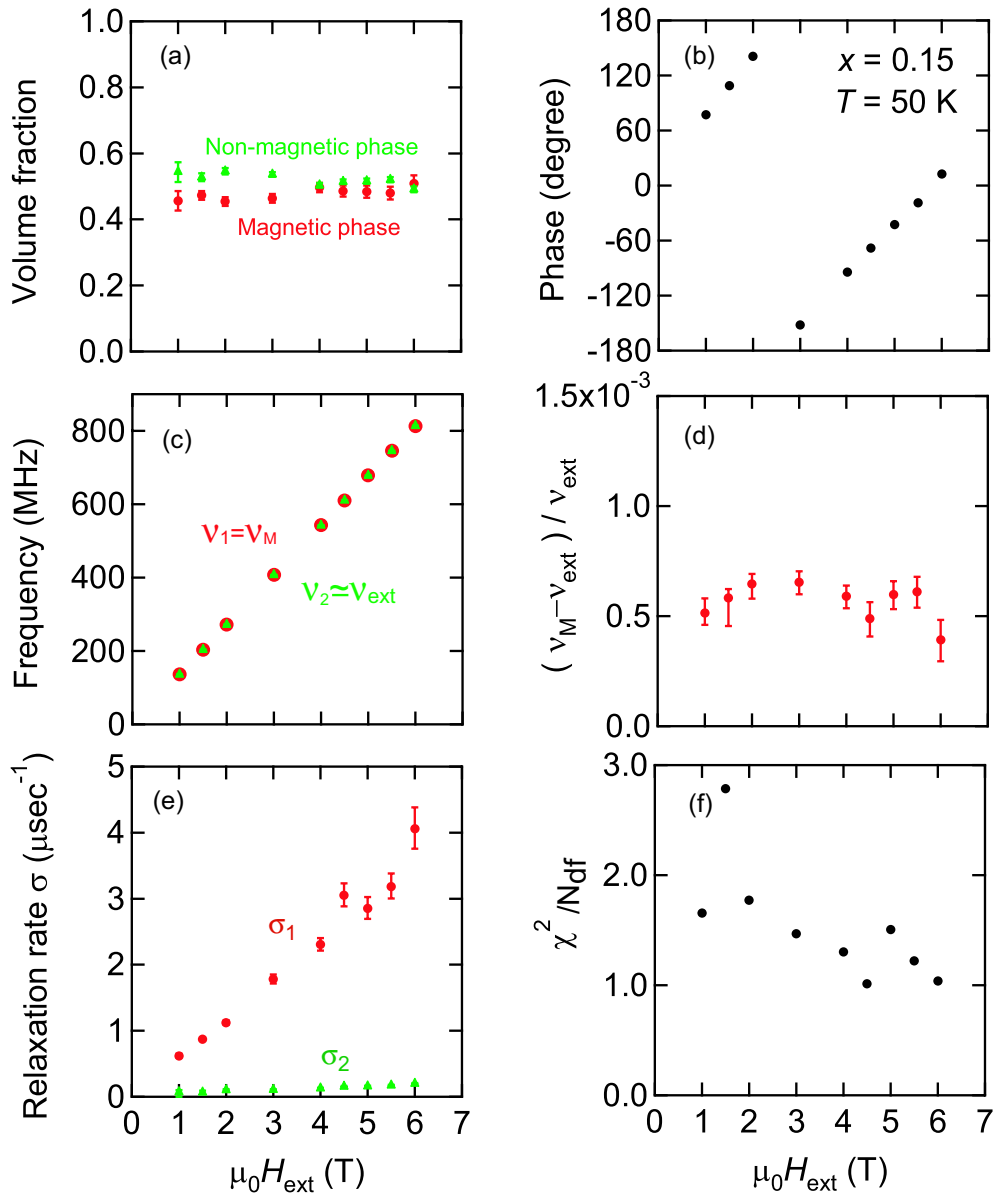 Volume fraction
1.0
0.8
0.6
0.4
0.2
0.0
(a)
Non-magnetic phase
Magnetic phase
Phase (degree)
180
120
60
0
-60
-120
-180
(b)
x = 0.15
T = 50 K
Frequency (MHz)
800
600
400
200
0
(c)
ν₁=νM
ν₂≃νext
( νM−νext ) / νext
1.5x10⁻³
1.0
0.5
0.0
(d)
Relaxation rate σ (μsec⁻¹)
5
4
3
2
1
0
(e)
σ₁
σ₂
0 1 2 3 4 5 6 7
μ₀Hext (T)
χ² /Ndf
3.0
2.0
1.0
0.0
(f)
0 1 2 3 4 5 6 7
μ₀Hext (T)